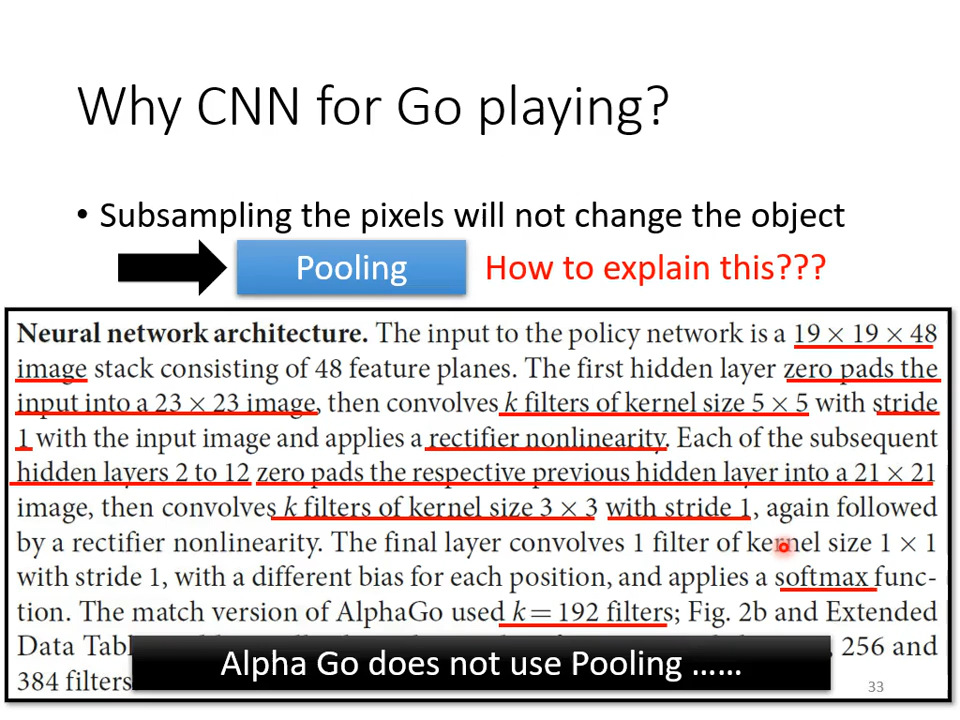 Why CNN for Go playing?
• Subsampling the pixels will not change the object
Pooling How to explain this???
Neural network architecture. The input to the policy network is a 19 × 19 × 48
image stack consisting of 48 feature planes. The first hidden layer zero pads the
input into a 23 × 23 image, then convolves k filters of kernel size 5 × 5 with stride
1 with the input image and applies a rectifier nonlinearity. Each of the subsequent
hidden layers 2 to 12 zero pads the respective previous hidden layer into a 21 × 21
image, then convolves k filters of kernel size 3 × 3 with stride 1, again followed
by a rectifier nonlinearity. The final layer convolves 1 filter of kernel size 1 × 1
with stride 1, with a different bias for each position, and applies a softmax func-
tion. The match version of AlphaGo used k = 192 filters; Fig. 2b and Extended
Data 256 and
384 filters
Alpha Go does not use Pooling ……
33